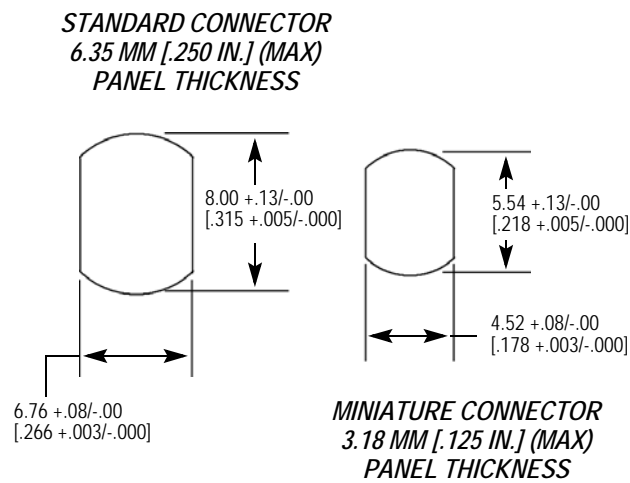 STANDARD CONNECTOR
6.35 MM [.250 IN.] (MAX)
PANEL THICKNESS
8.00 +.13/-.00
[.315 +.005/-.000]
5.54 +.13/-.00
[.218 +.005/-.000]
4.52 +.08/-.00
[.178 +.003/-.000]
6.76 +.08/-.00
[.266 +.003/-.000]
MINIATURE CONNECTOR
3.18 MM [.125 IN.] (MAX)
PANEL THICKNESS